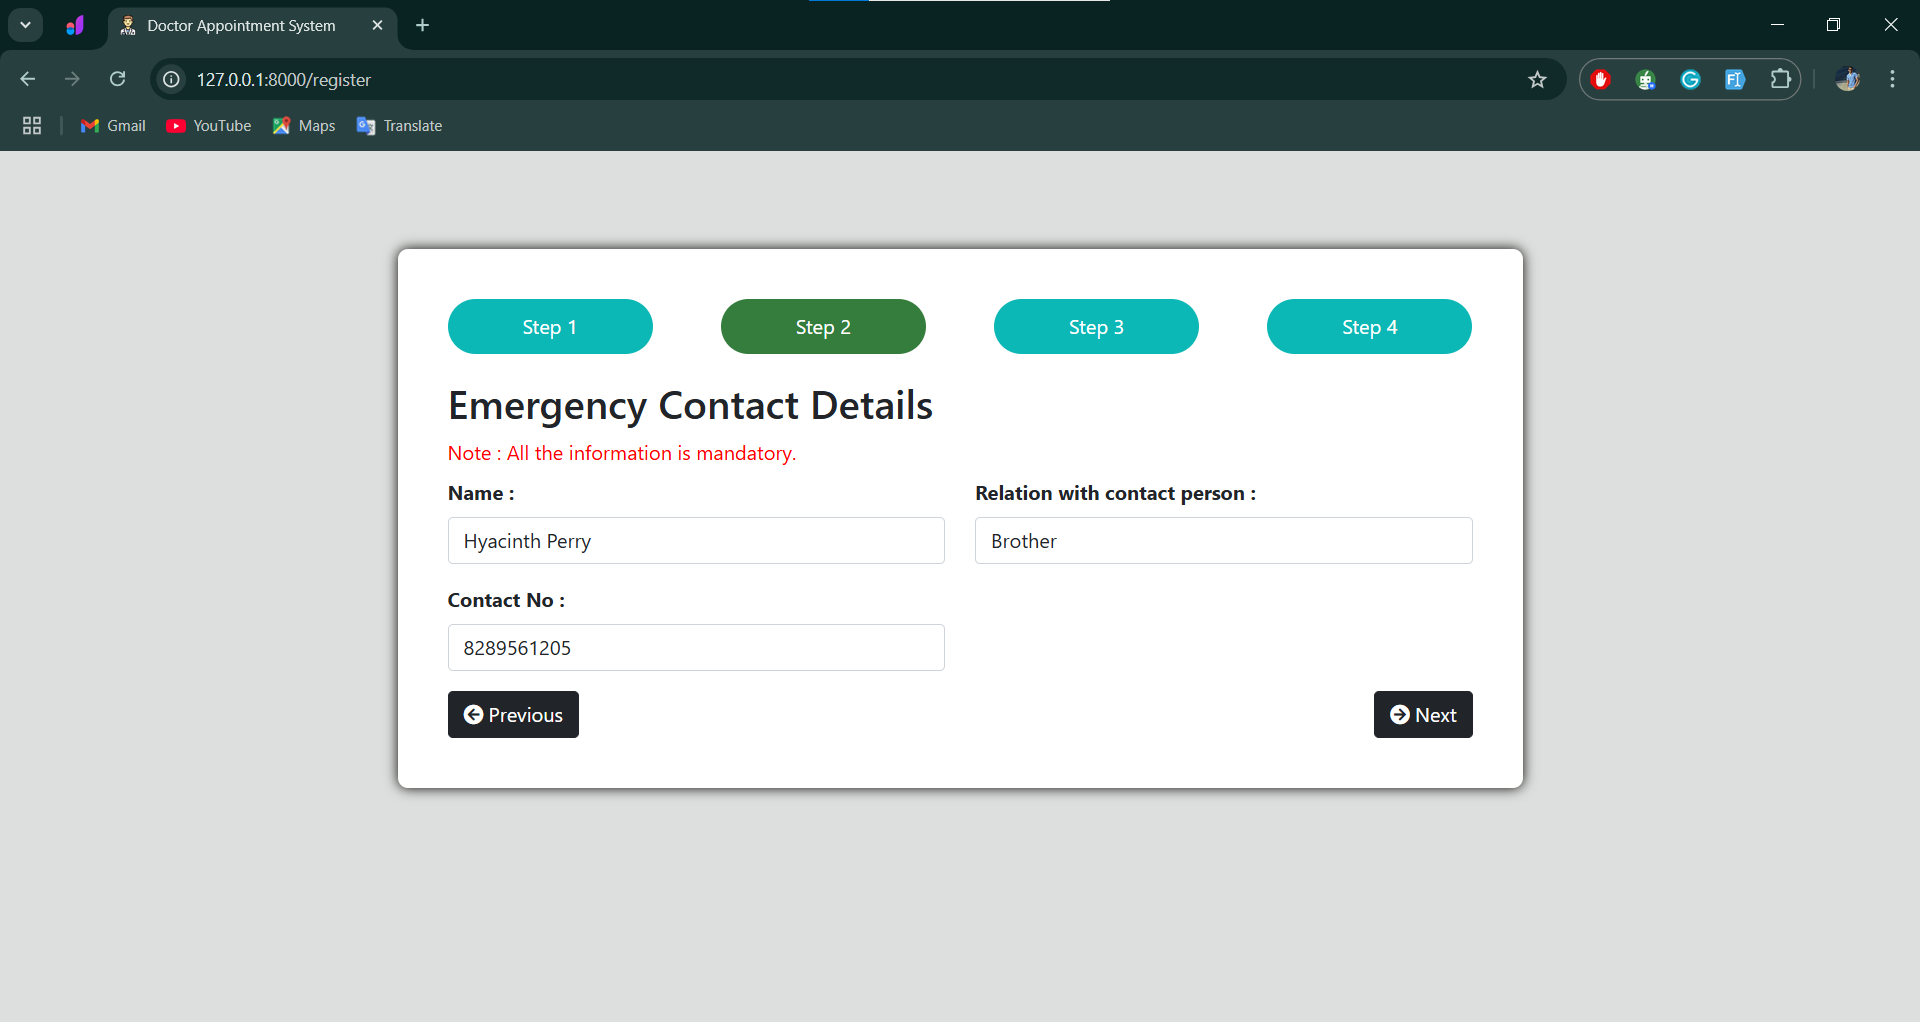 Doctor Appointment System
127.0.0.1:8000/register
Gmail YouTube Maps Translate
Step 1 Step 2 Step 3 Step 4
Emergency Contact Details
Note : All the information is mandatory.
Name : Relation with contact person :
Hyacinth Perry Brother
Contact No :
8289561205
Previous Next